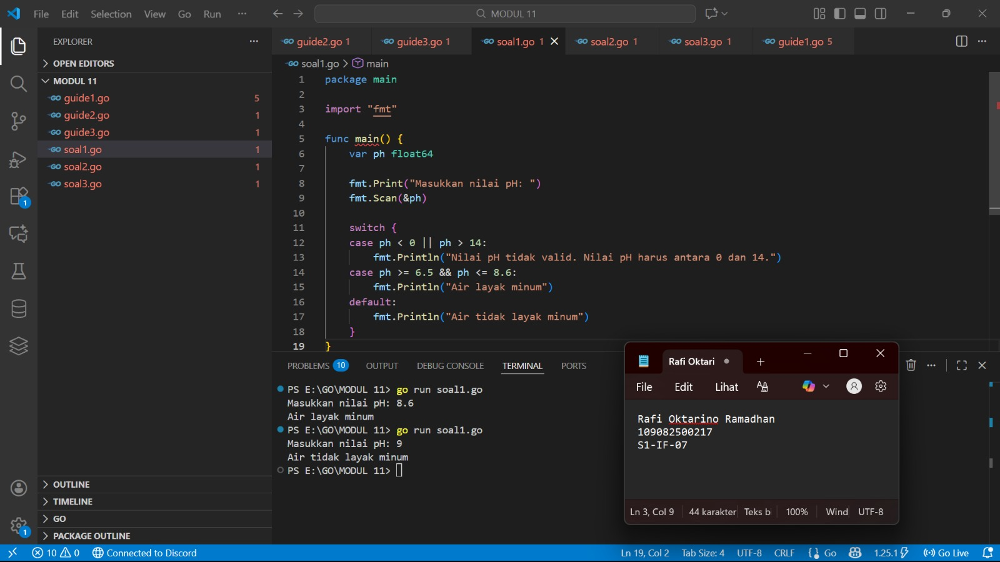 File Edit Selection View Go Run ···
MODUL 11
EXPLORER
OPEN EDITORS
MODUL 11
guide1.go 5
guide2.go 1
guide3.go 1
soal1.go 1
soal2.go 1
soal3.go 1
OUTLINE
TIMELINE
GO
PACKAGE OUTLINE
1
1
guide2.go 1 guide3.go 1 soal1.go 1 soal2.go 1 soal3.go 1 guide1.go 5
soal1.go > main
1 package main
2
3 import "fmt"
4
5 func main() {
6 var ph float64
7
8 fmt.Print("Masukkan nilai pH: ")
9 fmt.Scan(&ph)
10
11 switch {
12 case ph < 0 || ph > 14:
13 fmt.Println("Nilai pH tidak valid. Nilai pH harus antara 0 dan 14.")
14 case ph >= 6.5 && ph <= 8.6:
15 fmt.Println("Air layak minum")
16 default:
17 fmt.Println("Air tidak layak minum")
18 }
19 }
PROBLEMS 10 OUTPUT DEBUG CONSOLE TERMINAL PORTS
PS E:\GO\MODUL 11> go run soal1.go
Masukkan nilai pH: 8.6
Air layak minum
PS E:\GO\MODUL 11> go run soal1.go
Masukkan nilai pH: 9
Air tidak layak minum
PS E:\GO\MODUL 11>
Rafi Oktari
File Edit Lihat
Rafi Oktarino Ramadhan
109082500217
S1-IF-07
Ln 3, Col 9 44 karakter Teks bi 100% Wind UTF-8
10 0 Connected to Discord Ln 19, Col 2 Tab Size: 4 UTF-8 CRLF Go 1.25.1 Go Live